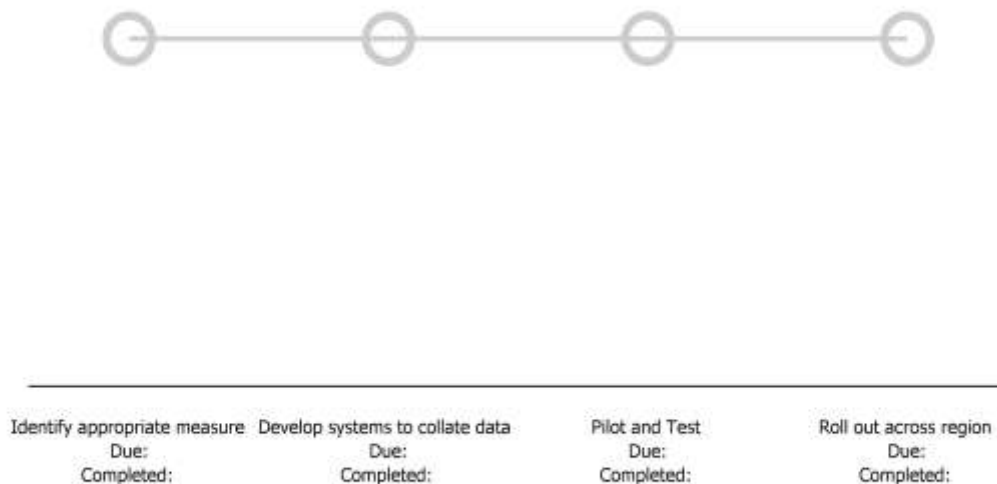 Identify appropriate measure
Due:
Completed:
Develop systems to collate data
Due:
Completed:
Pilot and Test
Due:
Completed:
Roll out across region
Due:
Completed: